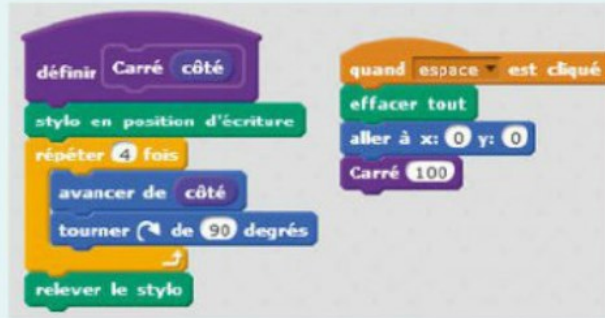 définir Carré côté
stylo en position d'écriture
répéter 4 fois
avancer de côté
tourner de 90 degrés
relever le stylo
quand espace est cliqué
effacer tout
aller à x: 0 y: 0
Carré 100